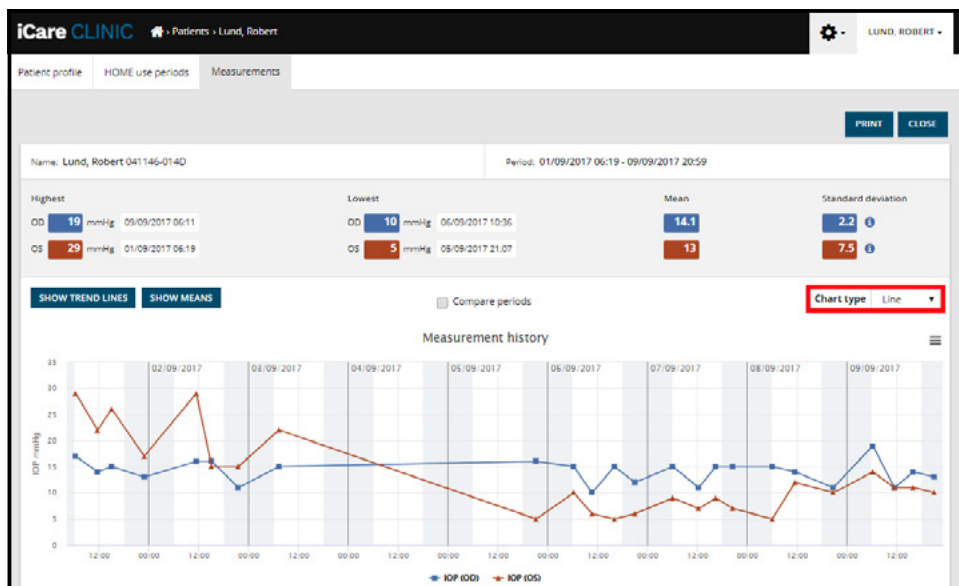 iCare CLINIC › Patients › Lund, Robert LUND, ROBERT
Patient profile HOME use periods Measurements
PRINT CLOSE
Name: Lund, Robert 041146-014D Period: 01/09/2017 06:19 - 09/09/2017 20:59
Highest Lowest Mean Standard deviation
OD 19 mmHg 09/09/2017 06:11 OD 10 mmHg 06/09/2017 10:36 14.1 2.2
OS 29 mmHg 01/09/2017 06:19 OS 5 mmHg 05/09/2017 21:07 13 7.5
SHOW TREND LINES SHOW MEANS Compare periods Chart type Line
Measurement history
02/09/2017 03/09/2017 04/09/2017 05/09/2017 06/09/2017 07/09/2017 08/09/2017 09/09/2017
35
30
25
20
15
10
5
0
IOP mmHg
12:00 00:00 12:00 00:00 12:00 00:00 12:00 00:00 12:00 00:00 12:00 00:00 12:00 00:00 12:00 00:00 12:00
IOP (OD) IOP (OS)